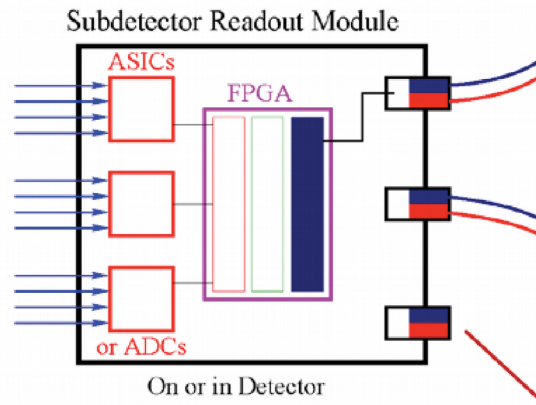 Subdetector Readout Module
ASICs
FPGA
or ADCs
On or in Detector